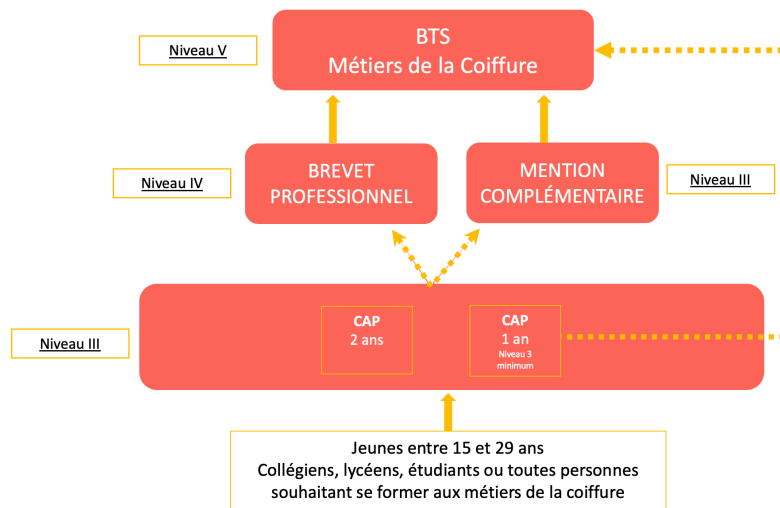 Niveau V
BTS
Métiers de la Coiffure
Niveau IV
BREVET
PROFESSIONNEL
MENTION
COMPLÉMENTAIRE
Niveau III
Niveau III
CAP
2 ans
CAP
1 an
Niveau 3
minimum
Jeunes entre 15 et 29 ans
Collégiens, lycéens, étudiants ou toutes personnes
souhaitant se former aux métiers de la coiffure